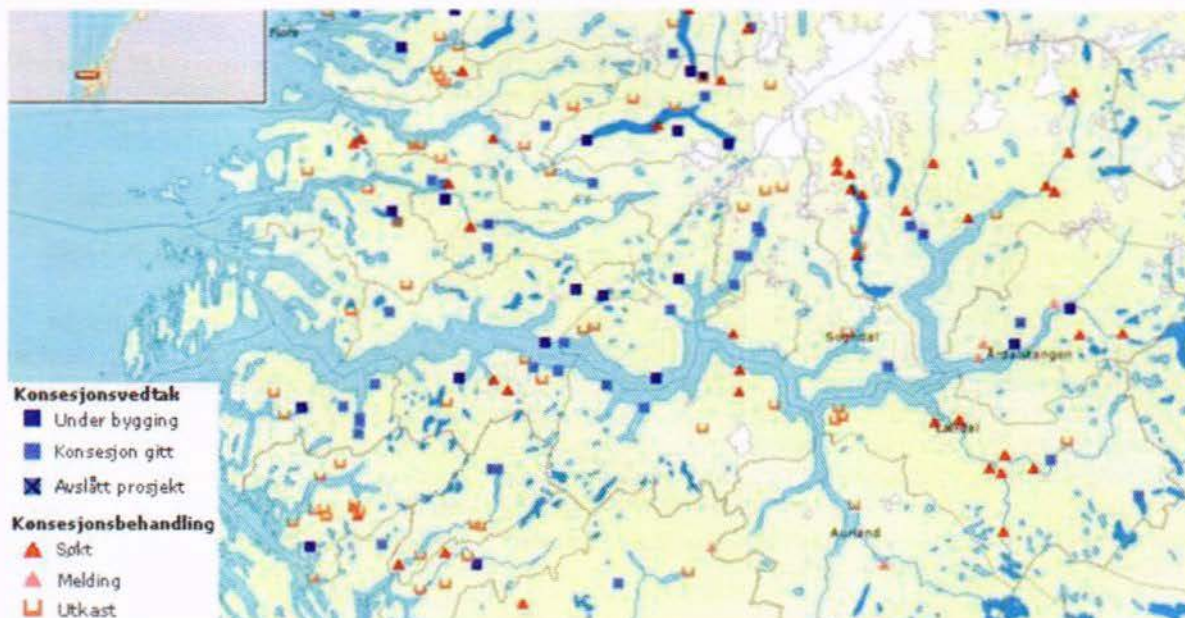 Florø
Sogndal
Årdalstangen
Lærdal
Aurland
Konsesjonsvedtak
Under bygging
Konsesjon gitt
Avslått prosjekt
Konsesjonsbehandling
Søkt
Melding
Utkast